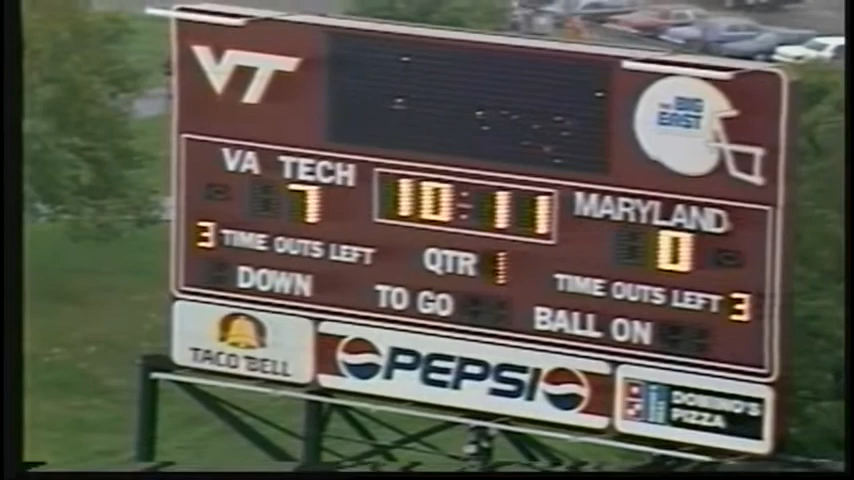 VT
THE BIG EAST
VA TECH 10:11 MARYLAND
7 0
3 TIME OUTS LEFT QTR 1 TIME OUTS LEFT 3
DOWN TO GO BALL ON
TACO BELL PEPSI DOMINO'S PIZZA